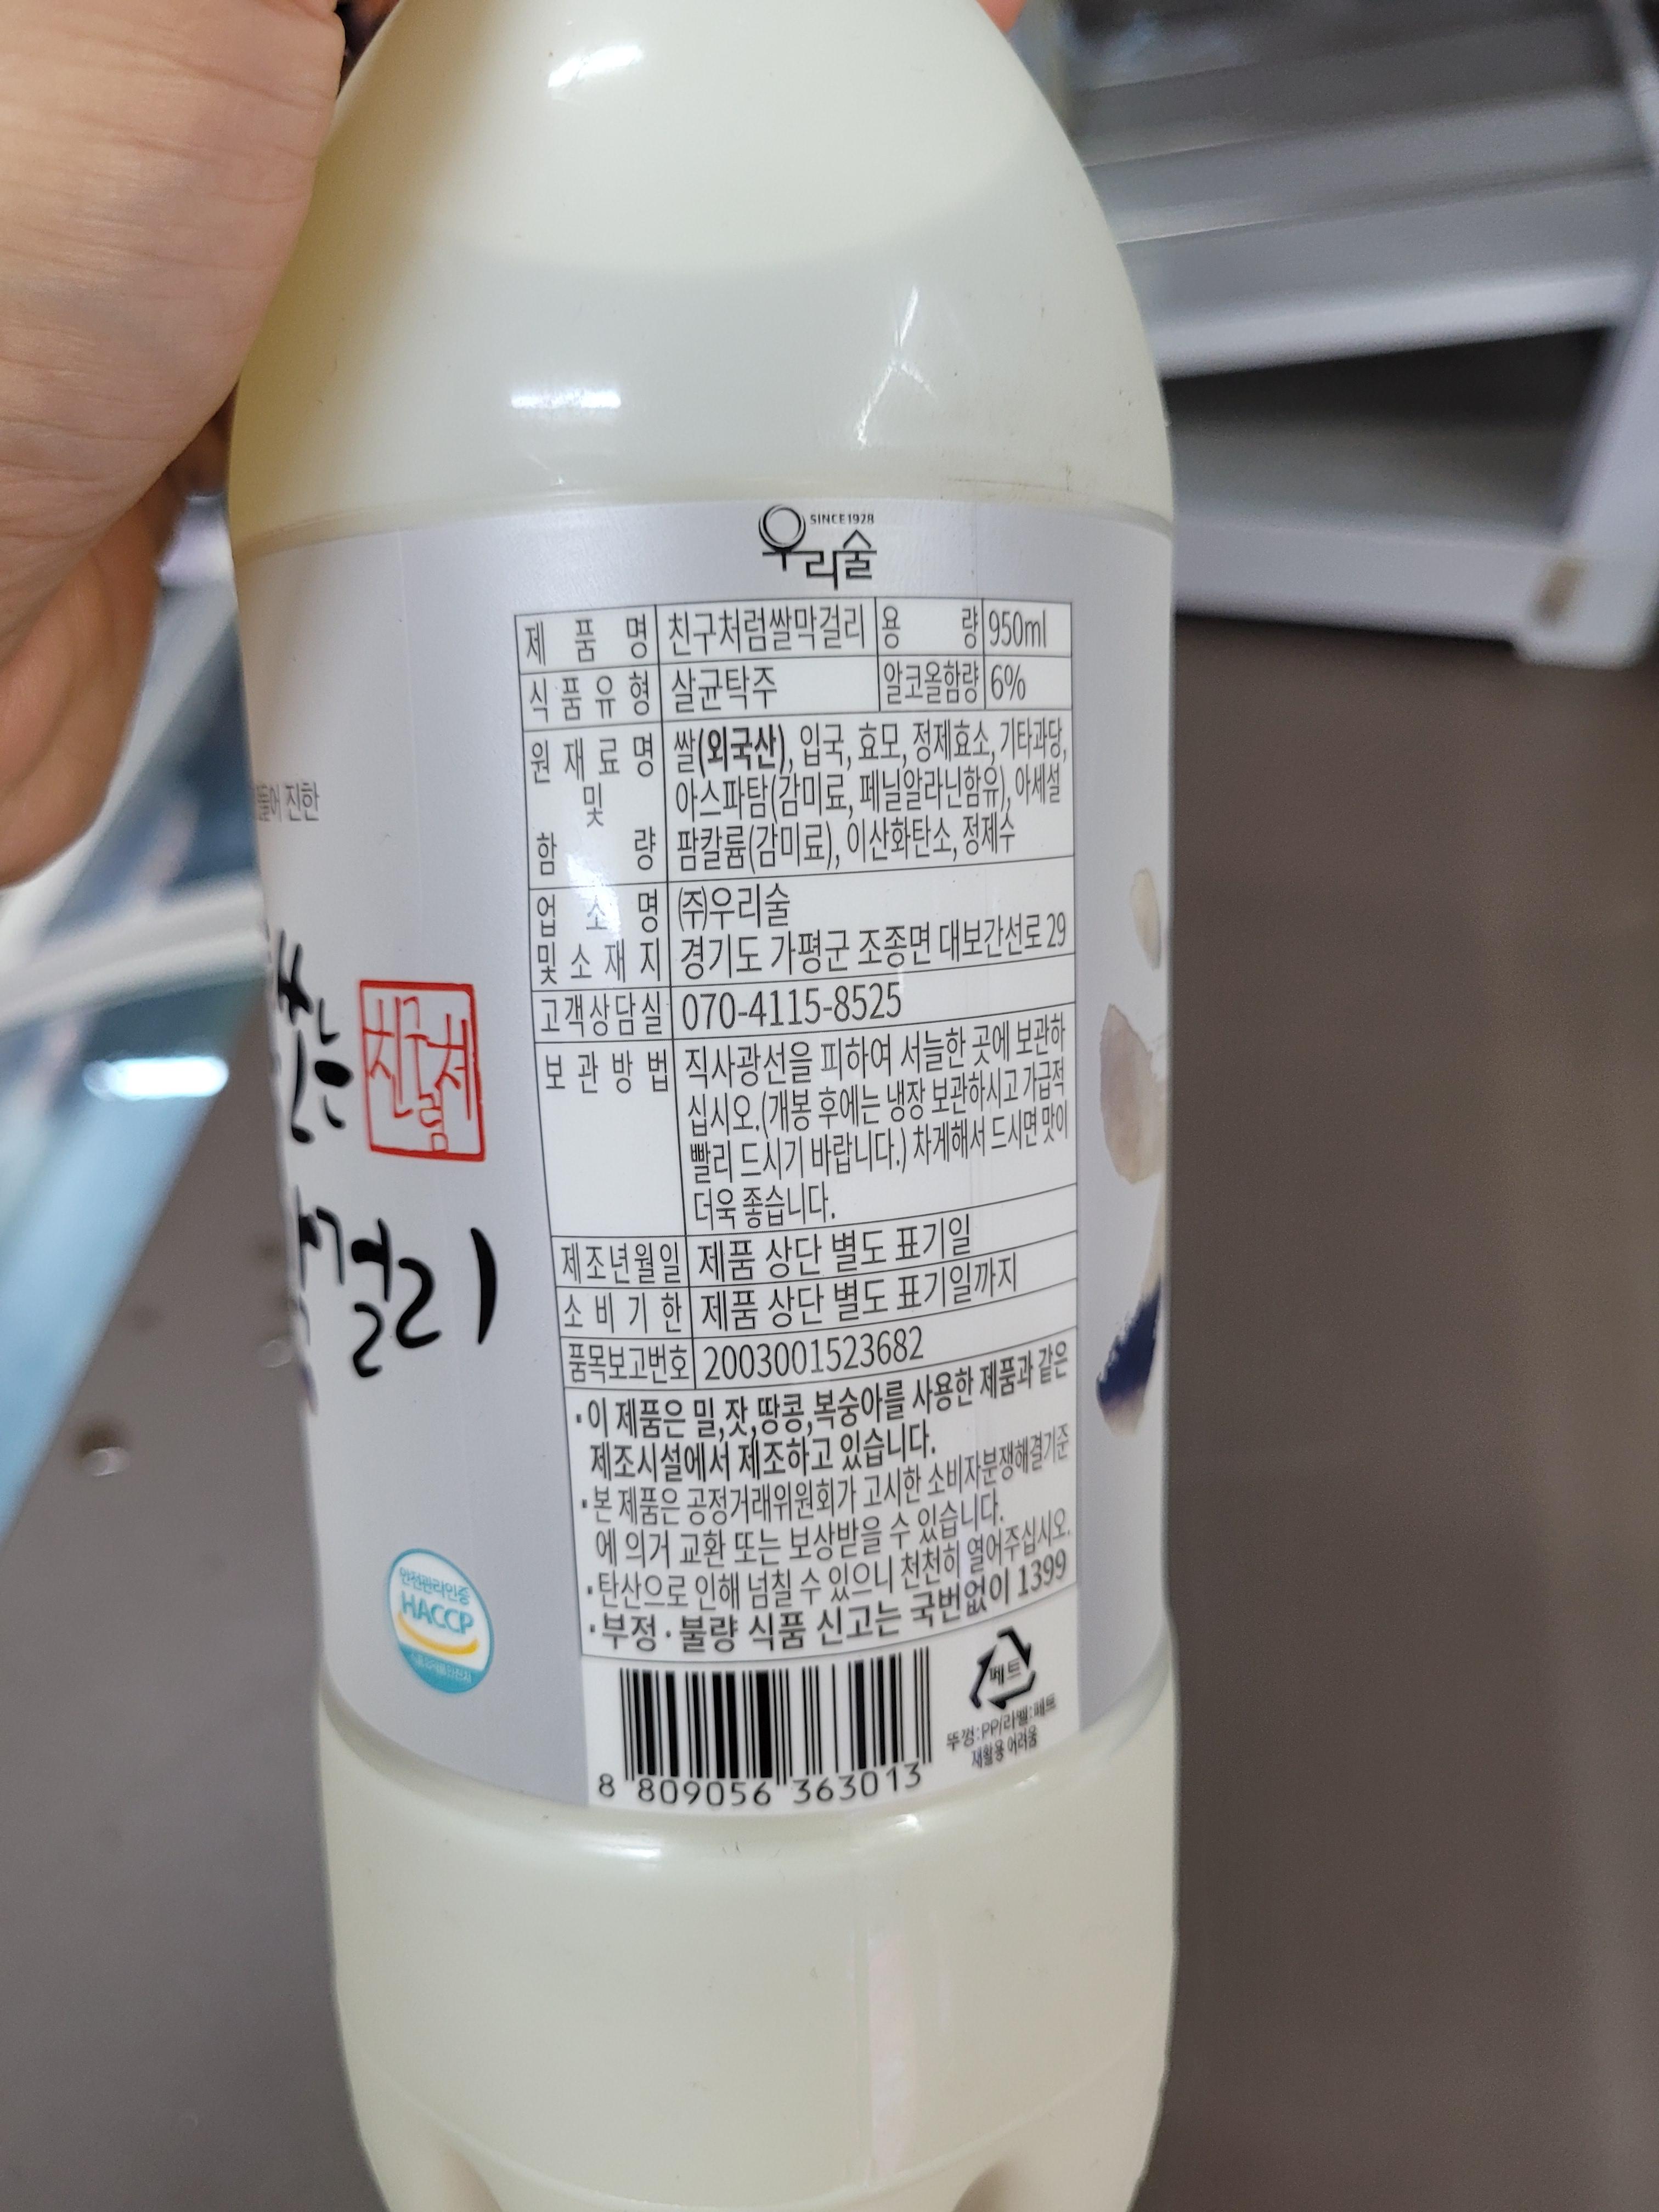 SINCE1928
우리술
제품명 친구처럼쌀막걸리 용량 950ml
식품유형 살균탁주 알코올함량 6%
원재료명 및 함량 쌀(외국산), 입국, 효모, 정제효소, 기타과당,
아스파탐(감미료, 페닐알라닌함유), 아세설
팜칼륨(감미료), 이산화탄소, 정제수
업소명 ㈜우리술
및소재지 경기도 가평군 조종면 대보간선로 29
고객상담실 070-4115-8525
보관방법 직사광선을 피하여 서늘한 곳에 보관하
십시오.(개봉 후에는 냉장 보관하시고 가급적
빨리 드시기 바랍니다.) 차게해서 드시면 맛이
더욱 좋습니다.
제조년월일 제품 상단 별도 표기일
소비기한 제품 상단 별도 표기일까지
품목보고번호 2003001523682
·이 제품은 밀,잣,땅콩,복숭아를 사용한 제품과 같은
제조시설에서 제조하고 있습니다.
·본 제품은 공정거래위원회가 고시한 소비자분쟁해결기준
에 의거 교환 또는 보상받을 수 있습니다.
·탄산으로 인해 넘칠 수 있으니 천천히 열어주십시오.
·부정·불량 식품 신고는 국번없이 1399
8 809056 363013
페트
뚜껑:PP/라벨:페트
재활용 어려움
진한
친구처럼
걸리
안전관리인증
HACCP